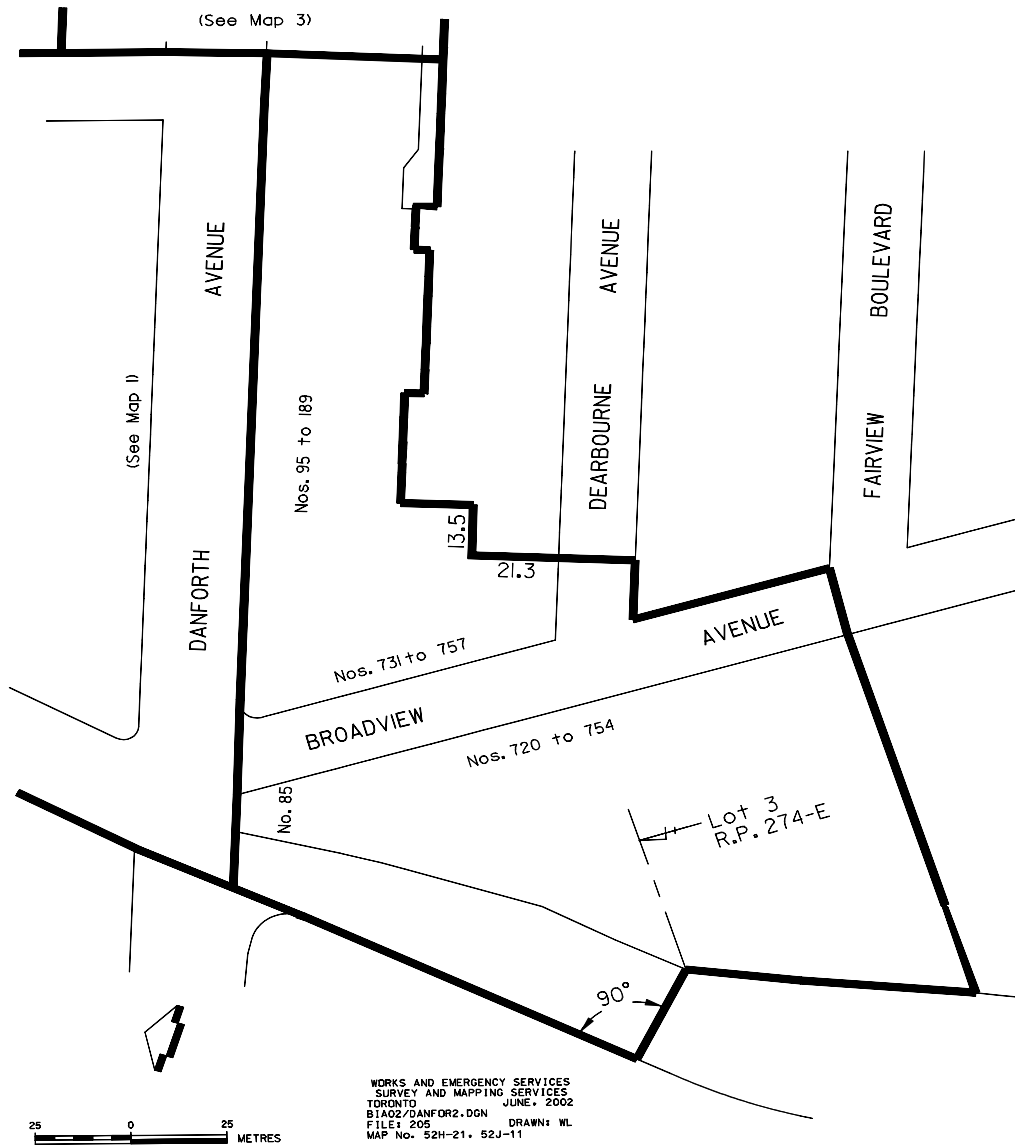 (See Map 3)
AVENUE
DANFORTH
(See Map 1)
Nos. 95 to 189
AVENUE
DEARBOURNE
BOULEVARD
FAIRVIEW
13.5
21.3
AVENUE
BROADVIEW
Nos. 731 to 757
Nos. 720 to 754
No. 85
Lot 3
R.P. 274-E
90°
25 0 25 METRES
WORKS AND EMERGENCY SERVICES
SURVEY AND MAPPING SERVICES
TORONTO JUNE. 2002
BIA02/DANFOR2.DGN
FILE: 205 DRAWN: WL
MAP No. 52H-21. 52J-11